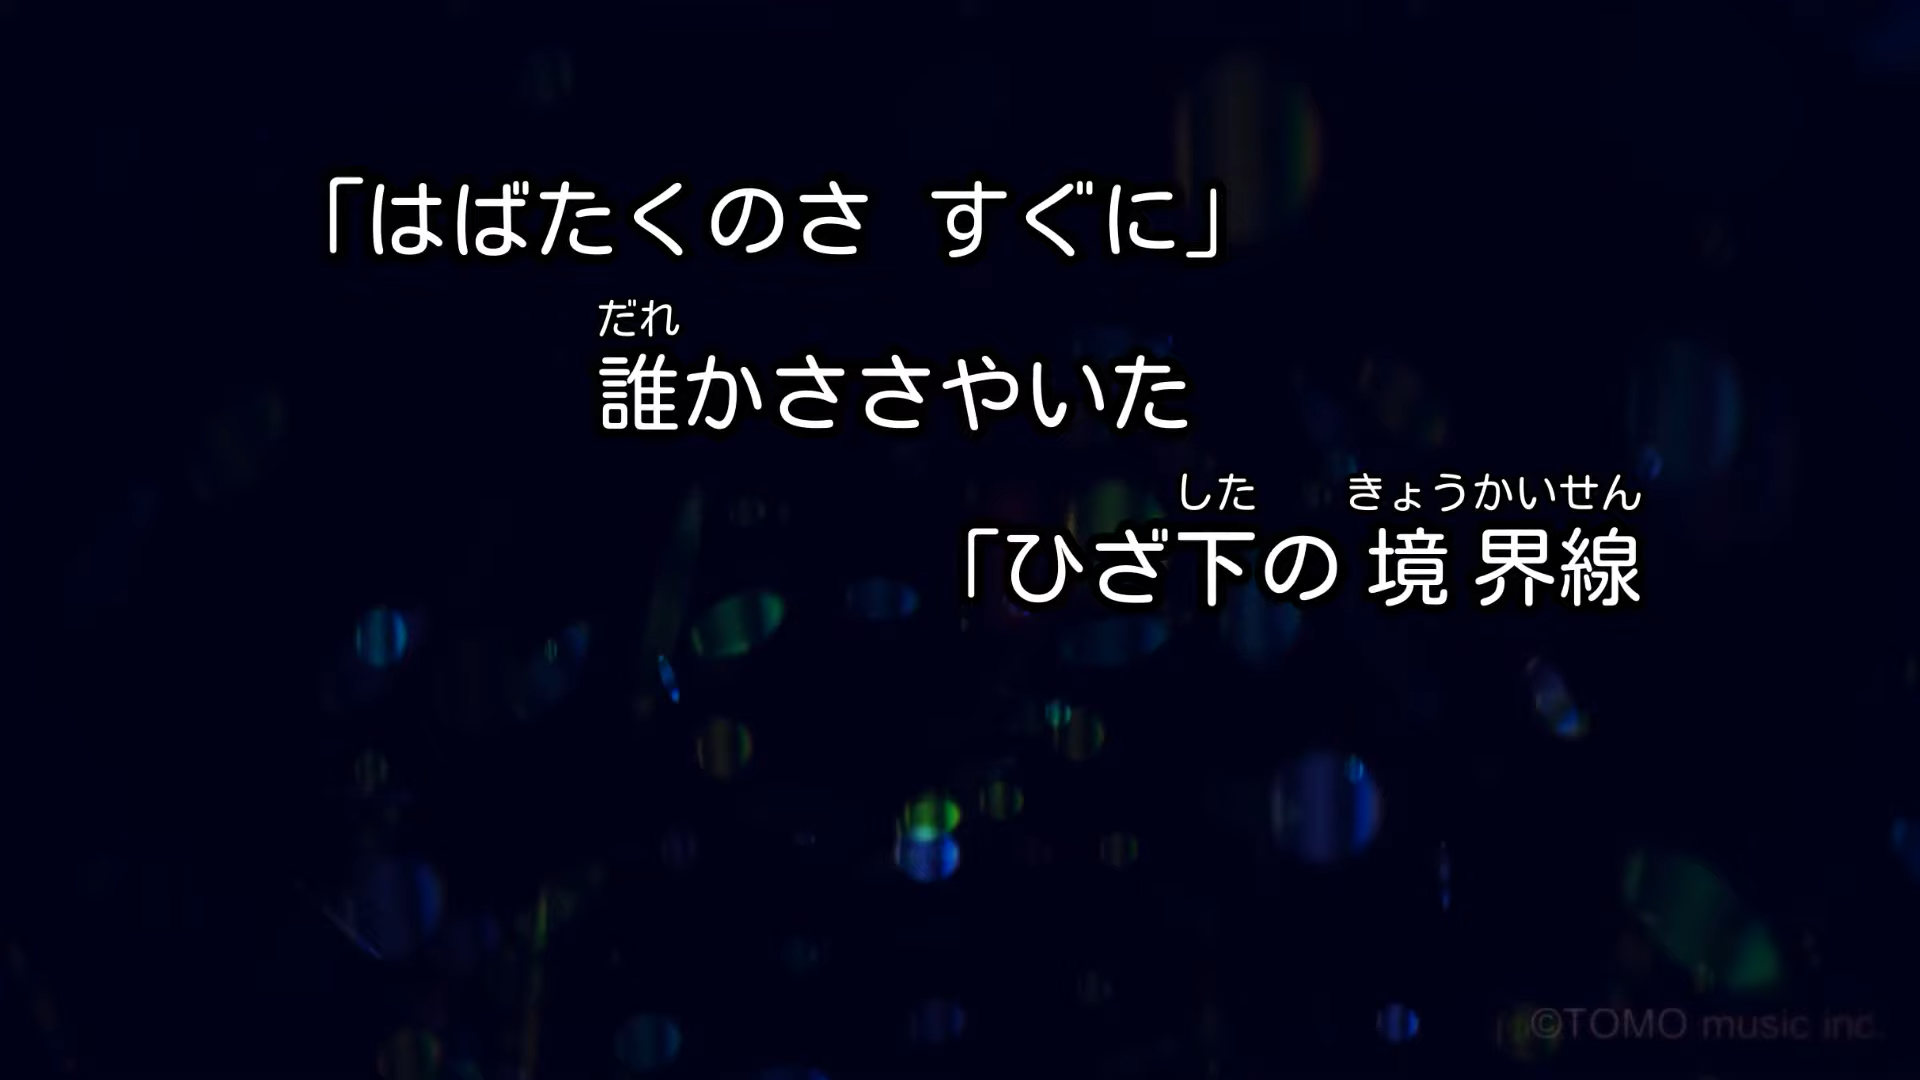 「はばたくのさ すぐに」
だれ
誰かささやいた
した きょうかいせん
「ひざ下の境界線
©TOMO music inc.